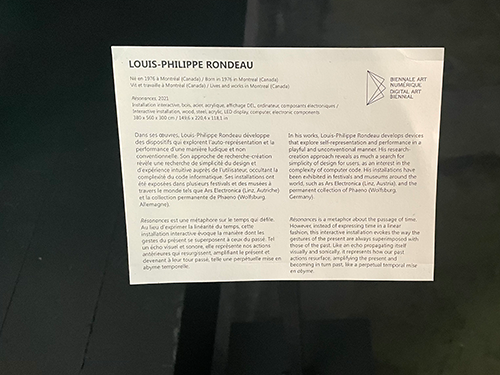 LOUIS-PHILIPPE RONDEAU
Né en 1976 à Montréal (Canada) / Born in 1976 in Montreal (Canada)
Vit et travaille à Montréal (Canada) / Lives and works in Montreal (Canada)
Résonances, 2021
Installation interactive, bois, acier, acrylique, affichage DEL, ordinateur, composants électroniques /
Interactive installation, wood, steel, acrylic, LED display, computer, electronic components
380 x 560 x 300 cm / 149.6 x 220.4 x 118.1 in
BIENNALE ART
NUMÉRIQUE
DIGITAL ART
BIENNIAL
Dans ses œuvres, Louis-Philippe Rondeau développe
des dispositifs qui explorent l'auto-représentation et la
performance d'une manière ludique et non
conventionnelle. Son approche de recherche-création
révèle une recherche de simplicité du design et
d'expérience intuitive auprès de l'utilisateur, occultant la
complexité du code informatique. Ses installations ont
été exposées dans plusieurs festivals et des musées à
travers le monde tels que Ars Electronica (Linz, Autriche)
et la collection permanente de Phaeno (Wolfsburg,
Allemagne).
Résonances est une métaphore sur le temps qui défile.
Au lieu d'exprimer la linéarité du temps, cette
installation interactive évoque la manière dont les
gestes du présent se superposent à ceux du passé. Tel
un écho visuel et sonore, elle représente nos actions
antérieures qui resurgissent, amplifiant le présent et
devenant à leur tour passé, telle une perpétuelle mise en
abyme temporelle.
In his works, Louis-Philippe Rondeau develops devices
that explore self-representation and performance in a
playful and unconventional manner. His research-
creation approach reveals as much a search for
simplicity of design for users, as an interest in the
complexity of computer code. His installations have
been exhibited in festivals and museums around the
world, such as Ars Electronica (Linz, Austria), and the
permanent collection of Phaeno (Wolfsburg,
Germany).
Résonances is a metaphor about the passage of time.
However, instead of expressing time in a linear
fashion, this interactive installation evokes the way the
gestures of the present are always superimposed with
those of the past. Like an echo propagating itself
visually and sonically, it represents how our past
actions resurface, amplifying the present and
becoming in turn past, like a perpetual temporal mise
en abyme.